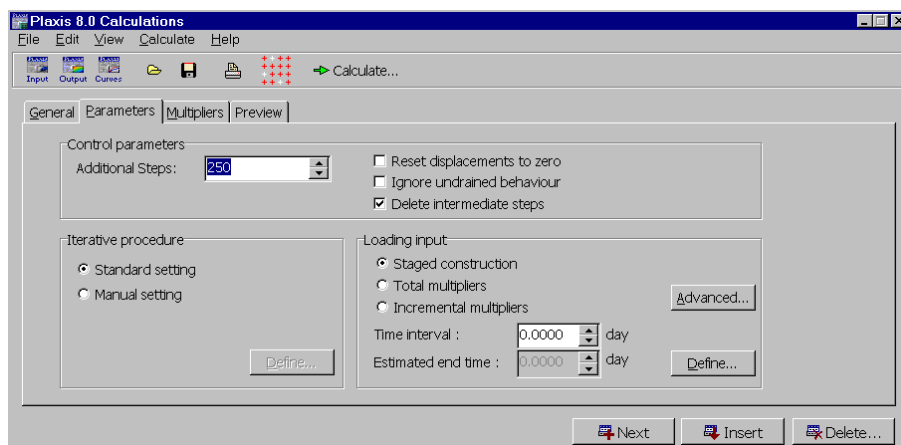 Plaxis 8.0 Calculations
File Edit View Calculate Help
Input Output Curves Calculate...
General Parameters Multipliers Preview
Control parameters
Additional Steps: 250
Reset displacements to zero
Ignore undrained behaviour
Delete intermediate steps
Iterative procedure
Standard setting
Manual setting
Define...
Loading input
Staged construction
Total multipliers
Incremental multipliers
Advanced...
Time interval : 0.0000 day
Estimated end time : 0.0000 day
Define...
Next Insert Delete...